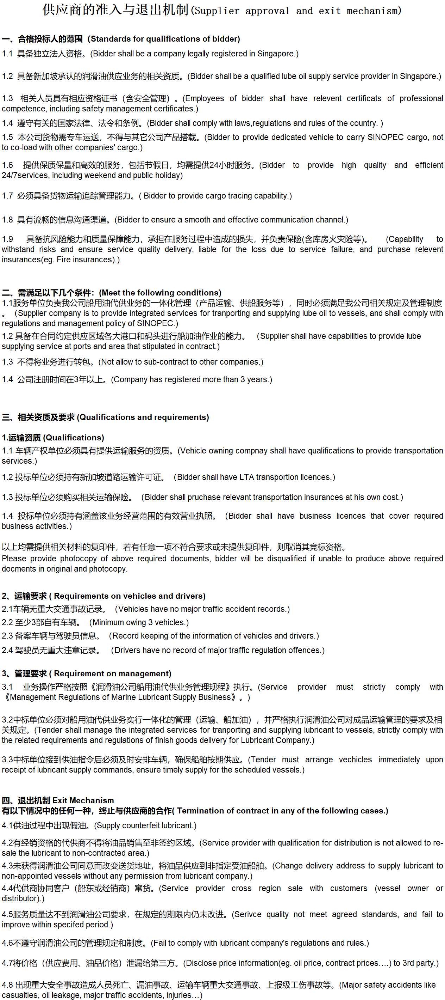 供应商的准入与退出机制(Supplier approval and exit mechanism)
一、合格投标人的范围（Standards for qualifications of bidder)
1.1 具备独立法人资格。(Bidder shall be a company legally registered in Singapore.)
1.2 具备新加坡承认的润滑油供应业务的相关资质。(Bidder shall be a qualified lube oil supply service provider in Singapore.)
1.3 相关人员具有相应资格证书（含安全管理）。(Employees of bidder shall have relevent certificats of professional
competence, including safety management certificates.)
1.4 遵守有关的国家法律、法令和条例。(Bidder shall comply with laws,regulations and rules of the country. )
1.5 本公司货物需专车运送，不得与其它公司产品搭载。(Bidder to provide dedicated vehicle to carry SINOPEC cargo, not
to co-load with other companies' cargo.)
1.6 提供保质保量和高效的服务，包括节假日，均需提供24小时服务。(Bidder to provide high quality and efficient
24/7services, including weekend and public holiday)
1.7 必须具备货物运输追踪管理能力。( Bidder to provide cargo tracing capability.)
1.8 具有流畅的信息沟通渠道。(Bidder to ensure a smooth and effective communication channel.)
1.9 具备抗风险能力和质量保障能力，承担在服务过程中造成的损失，并负责保险(含库房火灾险等)。 (Capability to
withstand risks and ensure service quality delivery, liable for the loss due to service failure, and purchase relevent
insurances(eg. Fire insurances).)
二、需满足以下几个条件：(Meet the following conditions)
1.1服务单位负责我公司船用油代供业务的一体化管理（产品运输、供船服务等），同时必须满足我公司相关规定及管理制度
。（Supplier company is to provide integrated services for tranporting and supplying lube oil to vessels, and shall comply with
regulations and management policy of SINOPEC.)
1.2 具备在合同约定供应区域各大港口和码头进行船加油作业的能力。 （Supplier shall have capabilities to provide lube
supplying service at ports and area that stipulated in contract.)
1.3 不得将业务进行转包。(Not allow to sub-contract to other companies.)
1.4 公司注册时间在3年以上。(Company has registered more than 3 years.)
三、相关资质及要求 (Qualifications and requirements)
1.运输资质 (Qualifications)
1.1 车辆产权单位必须具有提供运输服务的资质。(Vehicle owning compnay shall have qualifications to provide transportation
services.)
1.2 投标单位必须持有新加坡道路运输许可证。（Bidder shall have LTA transportion licences.）
1.3 投标单位必须购买相关运输保险。（Bidder shall pruchase relevant transportation insurances at his own cost.）
1.4 投标单位必须持有涵盖该业务经营范围的有效营业执照。（Bidder shall have business licences that cover required
business activities.）
以上均需提供相关材料的复印件，若有任意一项不符合要求或未提供复印件，则取消其竞标资格。
Please provide photocopy of above required documents, bidder will be disqualified if unable to produce above required
docments in original and photocopy.
2、运输要求 ( Requirements on vehicles and drivers)
2.1车辆无重大交通事故记录。（Vehicles have no major traffic accident records.）
2.2 至少3部自有车辆。（Minimum owing 3 vehicles.）
2.3 备案车辆与驾驶员信息。（Record keeping of the information of vehicles and drivers.）
2.4 驾驶员无重大违章记录。 （Drivers have no record of major traffic regulation offences.）
3、管理要求 ( Requirement on management)
3.1 业务操作严格按照《润滑油公司船用油代供业务管理规程》执行。(Service provider must strictly comply with
《Management Regulations of Marine Lubricant Supply Business》。)
3.2中标单位必须对船用油代供业务实行一体化的管理（运输、船加油），并严格执行润滑油公司对成品运输管理的要求及相
关规定。(Tender shall manage the integrated services for tranporting and supplying lubricant to vessels, strictly comply with
the related requirements and regulations of finish goods delivery for Lubricant Company.)
3.3中标单位接到供油指令后必须及时安排车辆，确保船舶按期供应。(Tender must arrange vechicles immediately upon
receipt of lubricant supply commands, ensure timely supply for the scheduled vessels.)
四、退出机制 Exit Mechanism
有以下情况中的任何一种，终止与供应商的合作( Termination of contract in any of the following cases.)
4.1供油过程中出现假油。(Supply counterfeit lubricant.)
4.2有经销资格的代供商不得将油品销售至非签约区域。(Service provider with qualification for distribution is not allowed to re-
sale the lubricant to non-contracted area.)
4.3未获得润滑油公司同意而改变送货地址，将油品供应到非指定受油船舶。(Change delivery address to supply lubricant to
non-appointed vessels without any permission from lubricant company.)
4.4代供商协同客户（船东或经销商）窜货。(Service provider cross region sale with customers (vessel owner or
distributor).)
4.5服务质量达不到润滑油公司要求，在规定的期限内仍未改进。(Serivce quality not meet agreed standards, and fail to
improve within specifed period.)
4.6不遵守润滑油公司的管理规定和制度。(Fail to comply with lubricant company's regulations and rules.)
4.7将价格（供应费用、油品价格）泄漏给第三方。(Disclose price information(eg. oil price, contract prices….) to 3rd party.)
4.8 出现重大安全事故造成人员死亡、漏油事故、运输车辆重大交通事故、上报级工伤事故等。(Major safety accidents like
casualties, oil leakage, major traffic accidents, injuries…)